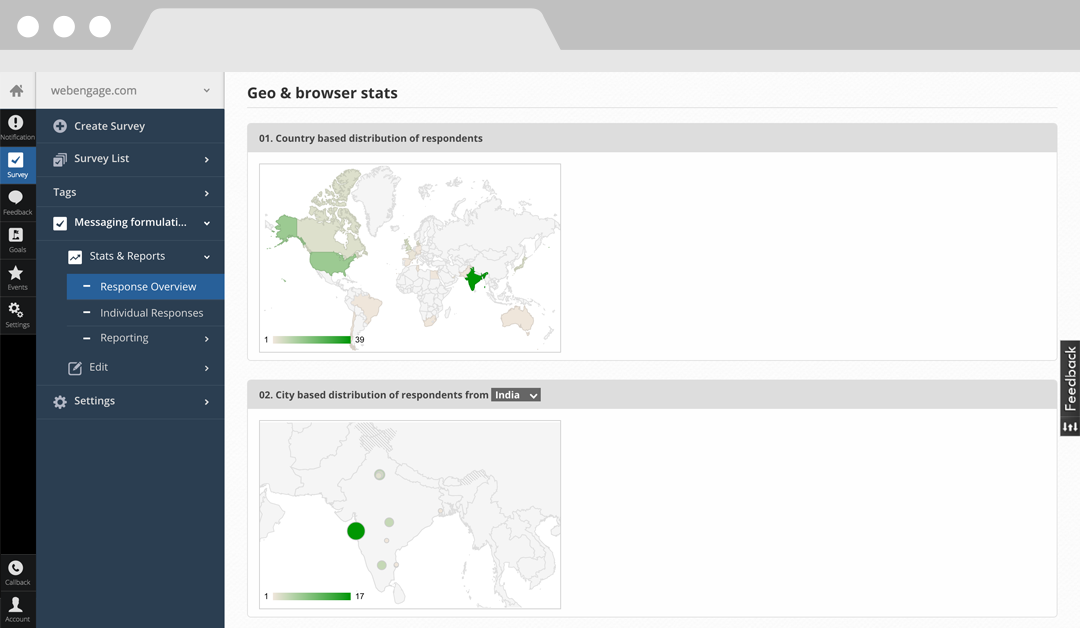 webengage.com
Notification
Survey
Feedback
Goals
Events
Settings
Callback
Account
Create Survey
Survey List
Tags
Messaging formulati...
Stats & Reports
Response Overview
Individual Responses
Reporting
Edit
Settings
Geo & browser stats
01. Country based distribution of respondents
1 39
02. City based distribution of respondents from India
1 17
Feedback